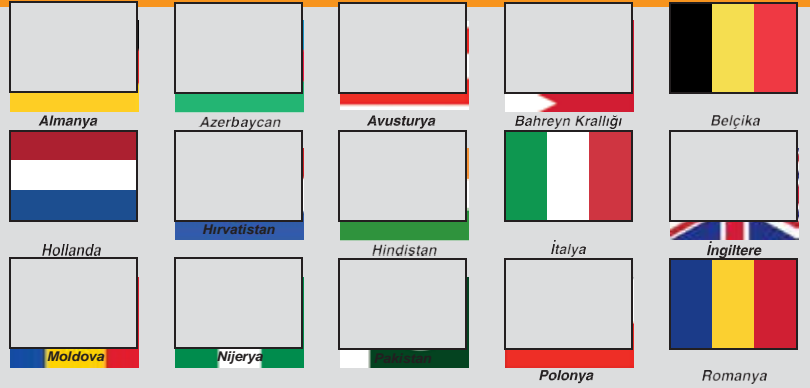 Almanya
Azerbaycan
Avusturya
Bahreyn Krallığı
Belçika
Hollanda
Hırvatistan
Hindistan
İtalya
İngiltere
Moldova
Nijerya
Pakistan
Polonya
Romanya